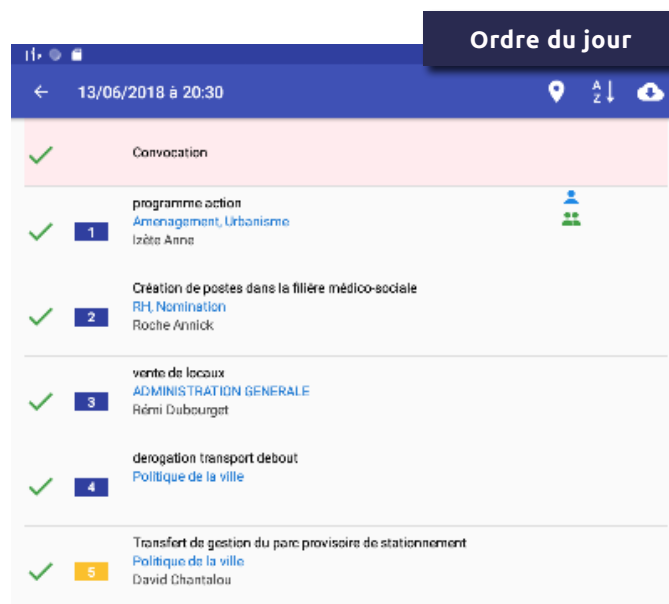 Ordre du jour
13/06/2018 à 20:30
A
Z
Convocation
programme action
Amenagement, Urbanisme
1
Izète Anne
Création de postes dans la filière médico-sociale
RH, Nomination
2
Roche Annick
vente de locaux
ADMINISTRATION GENERALE
3
Rémi Dubourget
derogation transport debout
Politique de la ville
4
Transfert de gestion du parc provisoire de stationnement
Politique de la ville
5
David Chantalou